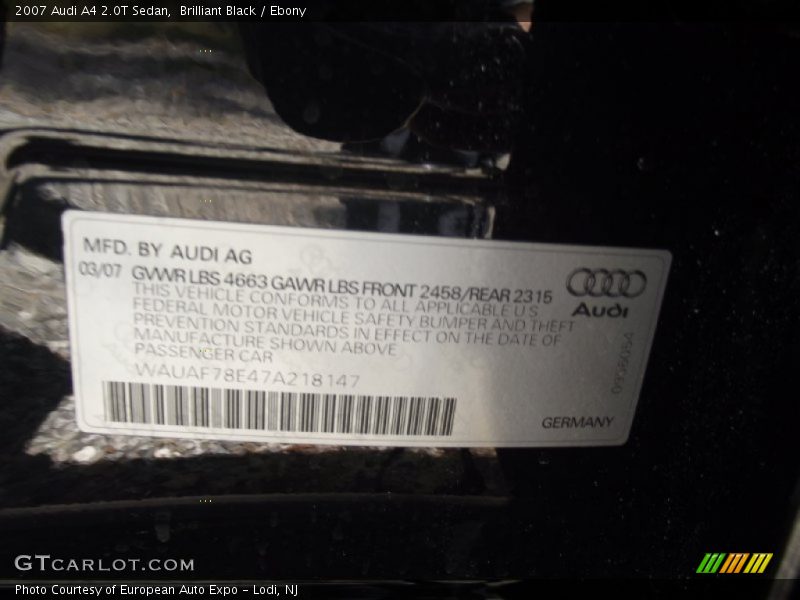 2007 Audi A4 2.0T Sedan,  Brilliant Black / Ebony
MFD. BY AUDI AG
03/07 GVWR LBS 4663 GAWR LBS FRONT 2458/REAR 2315
THIS VEHICLE CONFORMS TO ALL APPLICABLE U S
FEDERAL MOTOR VEHICLE SAFETY BUMPER AND THEFT
PREVENTION STANDARDS IN EFFECT ON THE DATE OF
MANUFACTURE SHOWN ABOVE
PASSENGER CAR
WAUAF78E47A218147
Audi
GERMANY
GTCARLOT.COM
Photo Courtesy of European Auto Expo - Lodi, NJ